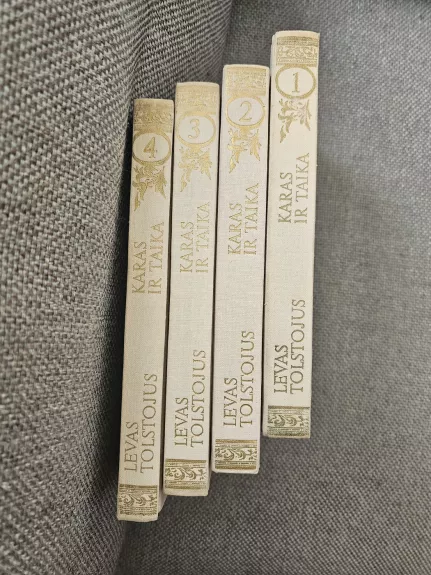 4
KARAS
IR TAIKA
LEVAS
TOLSTOJUS
3
KARAS
IR TAIKA
LEVAS
TOLSTOJUS
2
KARAS
IR TAIKA
LEVAS
TOLSTOJUS
1
KARAS
IR TAIKA
LEVAS
TOLSTOJUS